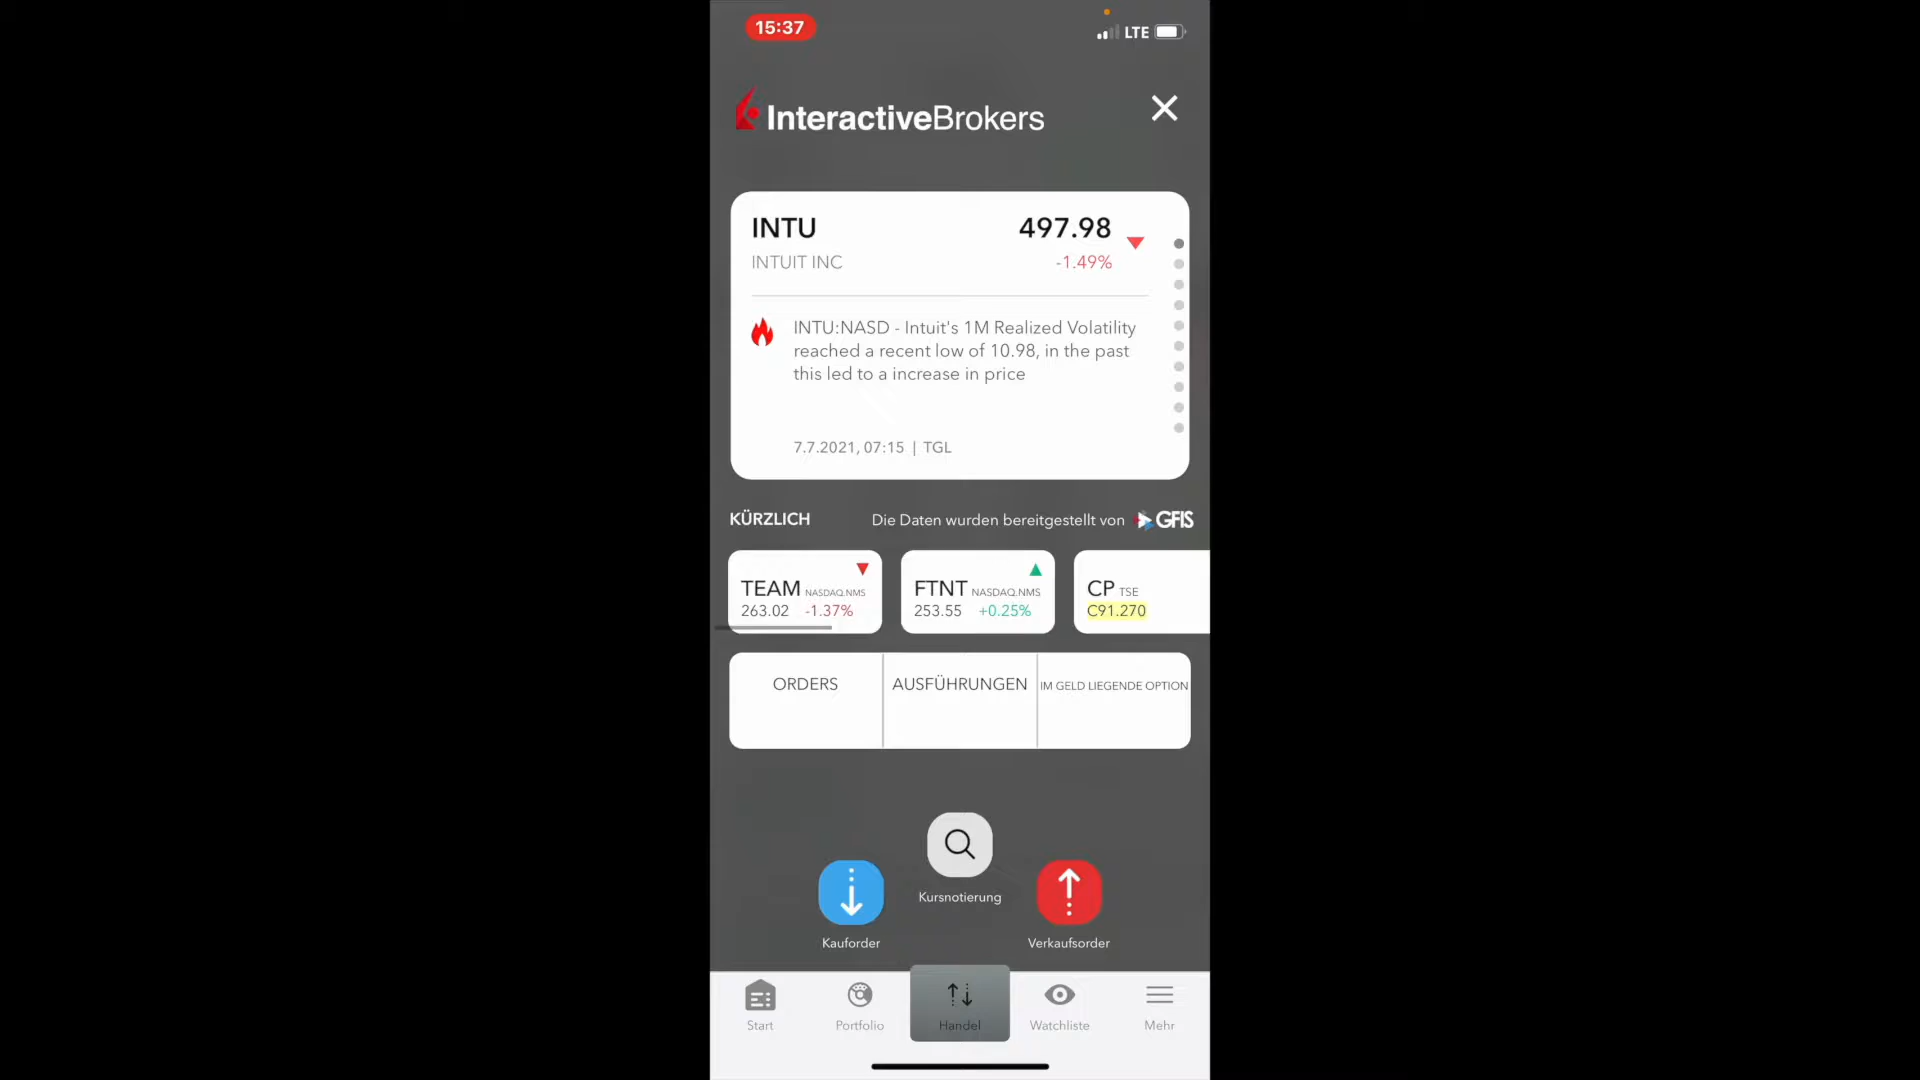 15:37
LTE
InteractiveBrokers
INTU 497.98
INTUIT INC -1.49%
INTU:NASD - Intuit's 1M Realized Volatility
reached a recent low of 10.98, in the past
this led to a increase in price
7.7.2021, 07:15 | TGL
KÜRZLICH Die Daten wurden bereitgestellt von GFIS
TEAM NASDAQ.NMS
263.02 -1.37%
FTNT NASDAQ.NMS
253.55 +0.25%
CP TSE
C91.270
ORDERS AUSFÜHRUNGEN IM GELD LIEGENDE OPTION
Kursnotierung
Kauforder Verkaufsorder
Start Portfolio Handel Watchliste Mehr